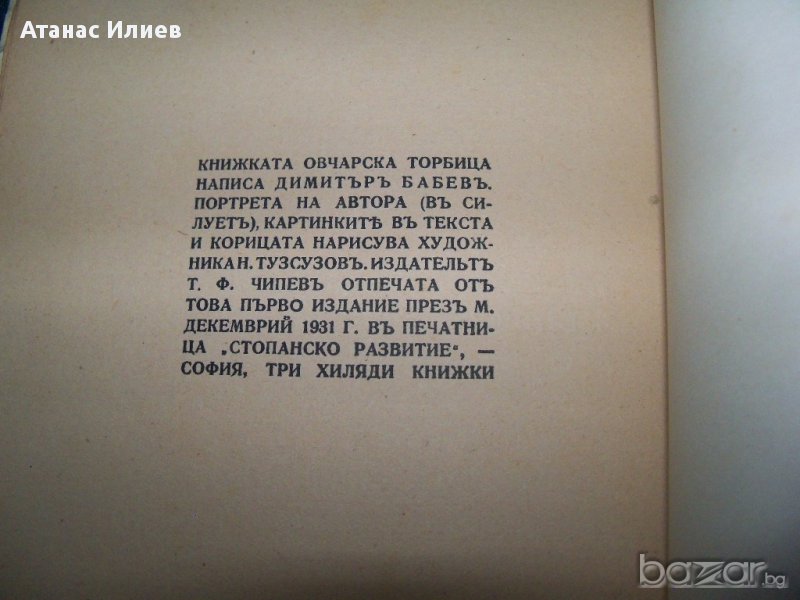 Атанас Илиев
КНИЖКАТА ОВЧАРСКА ТОРБИЦА
НАПИСА ДИМИТЪРЪ БАБЕВЪ.
ПОРТРЕТА НА АВТОРА (ВЪ СИ-
ЛУЕТЪ), КАРТИНКИТѢ ВЪ ТЕКСТА
И КОРИЦАТА НАРИСУВА ХУДОЖ-
НИКА Н. ТУЗСУЗОВЪ. ИЗДАТЕЛЬТЪ
Т. Ф. ЧИПЕВЪ ОТПЕЧАТА ОТЪ
ТОВА ПЪРВО ИЗДАНИЕ ПРЕЗЪ М.
ДЕКЕМВРИЙ 1931 Г. ВЪ ПЕЧАТНИ-
ЦА „СТОПАНСКО РАЗВИТИЕ“, —
СОФИЯ, ТРИ ХИЛЯДИ КНИЖКИ
bazar.bg